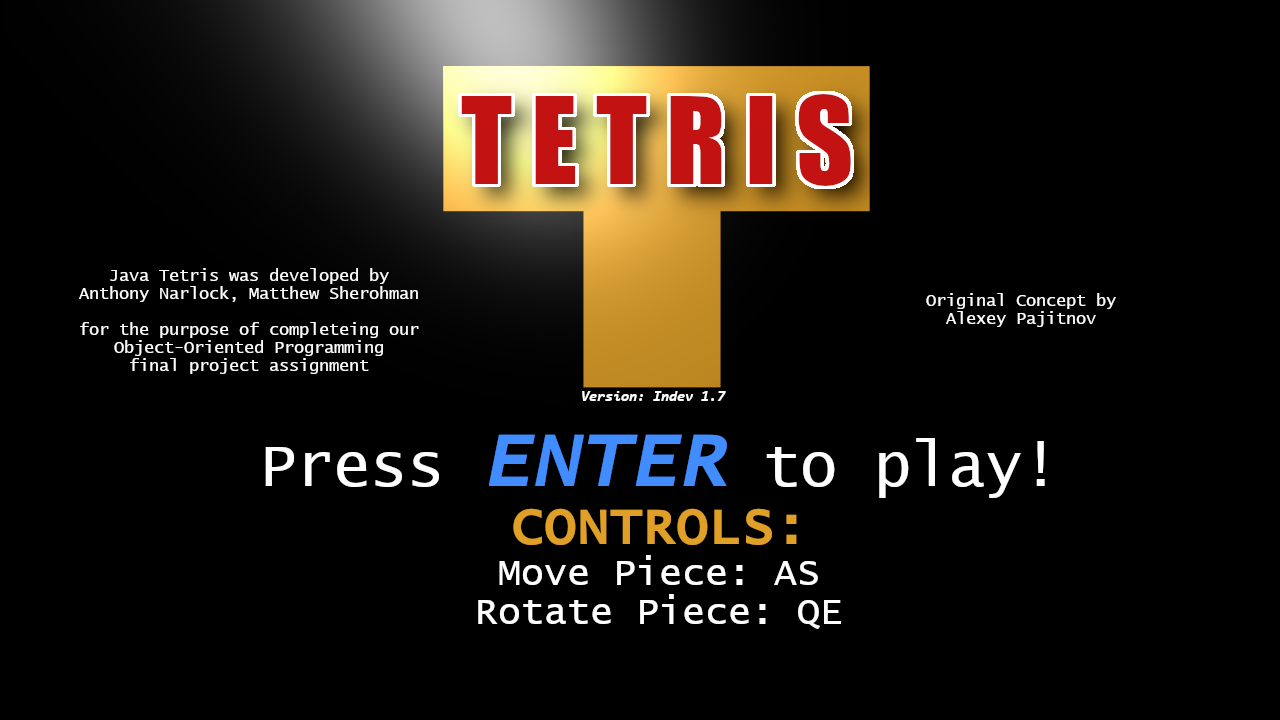 TETRIS
Java Tetris was developed by
Anthony Narlock, Matthew Sherohman
for the purpose of completeing our
Object-Oriented Programming
final project assignment
Original Concept by
Alexey Pajitnov
Version: Indev 1.7
Press ENTER to play!
CONTROLS:
Move Piece: AS
Rotate Piece: QE